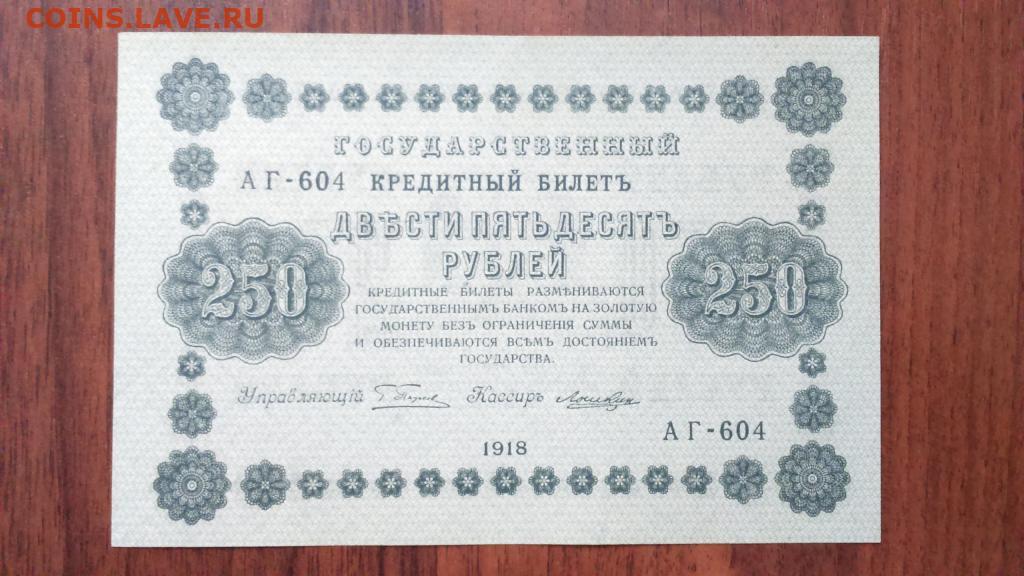 COINS.LAVE.RU
ГОСУДАРСТВЕННЫЙ
АГ-604 КРЕДИТНЫЙ БИЛЕТЪ
ДВѢСТИ ПЯТЬДЕСЯТЪ
РУБЛЕЙ
250 250
КРЕДИТНЫЕ БИЛЕТЫ РАЗМѢНИВАЮТСЯ
ГОСУДАРСТВЕННЫМЪ БАНКОМЪ НА ЗОЛОТУЮ
МОНЕТУ БЕЗЪ ОГРАНИЧЕНІЯ СУММЫ
И ОБЕЗПЕЧИВАЮТСЯ ВСѢМЪ ДОСТОЯНІЕМЪ
ГОСУДАРСТВА.
Управляющій Кассиръ
АГ-604
1918